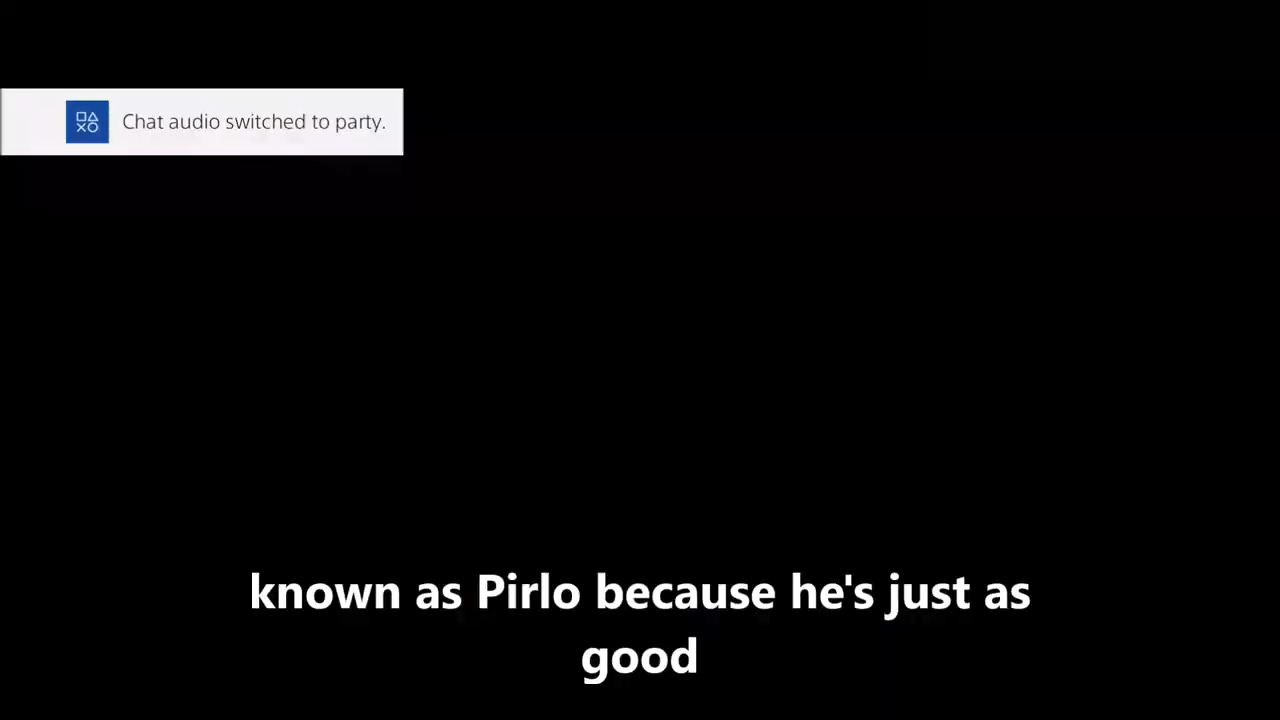 Chat audio switched to party.
known as Pirlo because he's just as
good